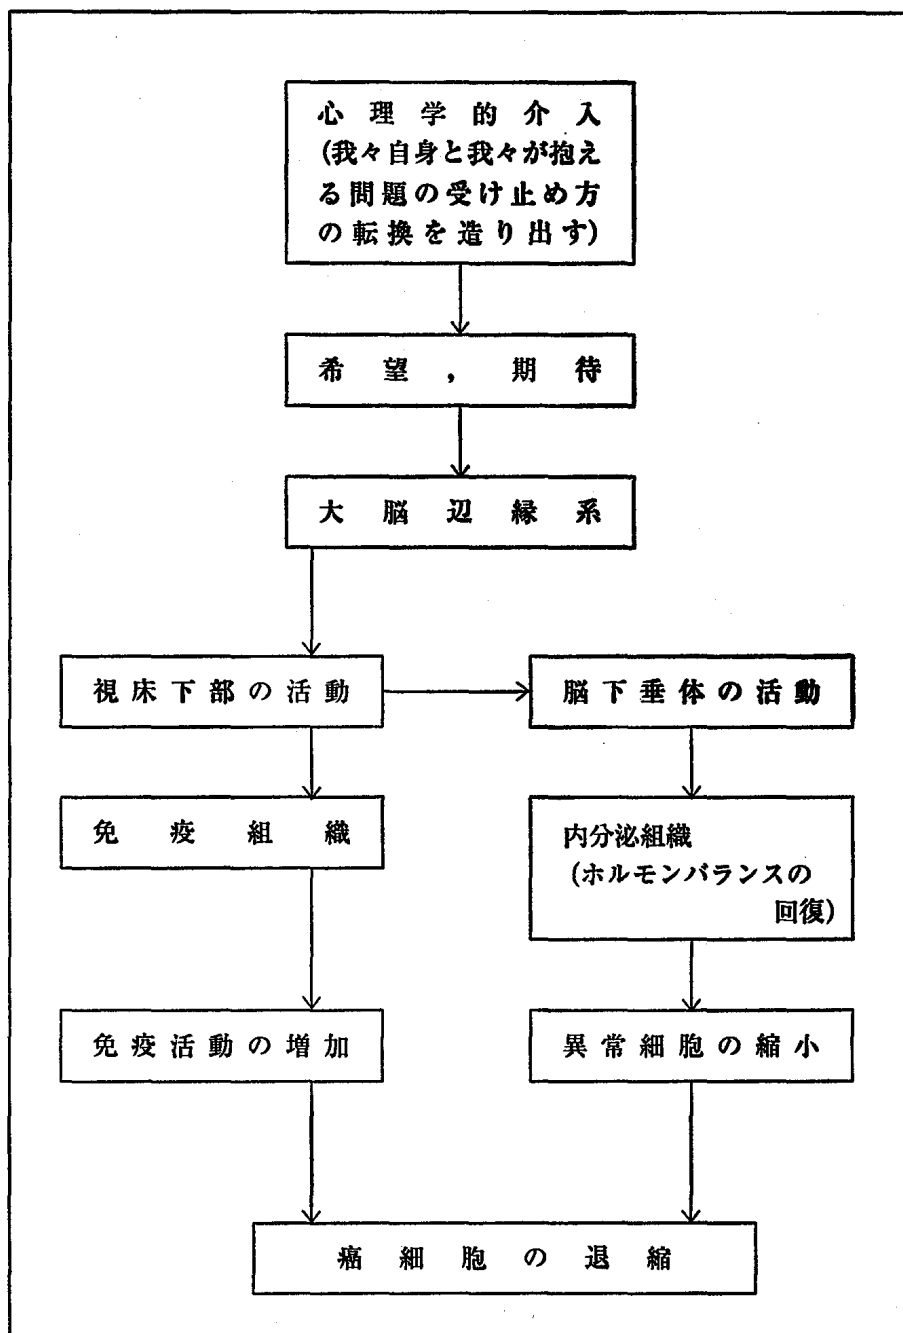 心理学的介入
(我々自身と我々が抱え
る問題の受け止め方
の転換を造り出す)
希望，期待
大脳辺縁系
視床下部の活動
脳下垂体の活動
免疫組織
内分泌組織
(ホルモンバランスの
回復)
免疫活動の増加
異常細胞の縮小
癌細胞の退縮